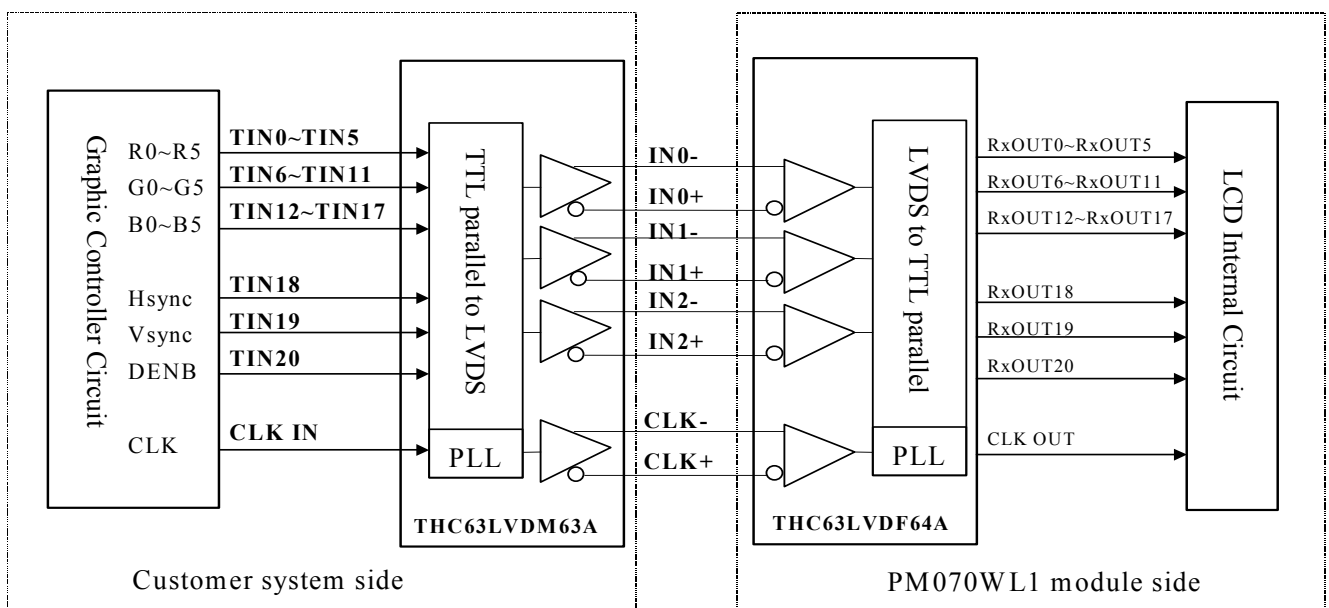 Graphic Controller Circuit
R0~R5
G0~G5
B0~B5
Hsync
Vsync
DENB
CLK
TIN0~TIN5
TIN6~TIN11
TIN12~TIN17
TIN18
TIN19
TIN20
CLK IN
TTL parallel to LVDS
PLL
THC63LVDM63A
Customer system side
IN0-
IN0+
IN1-
IN1+
IN2-
IN2+
CLK-
CLK+
LVDS to TTL parallel
PLL
THC63LVDF64A
RxOUT0~RxOUT5
RxOUT6~RxOUT11
RxOUT12~RxOUT17
RxOUT18
RxOUT19
RxOUT20
CLK OUT
LCD Internal Circuit
PM070WL1 module side